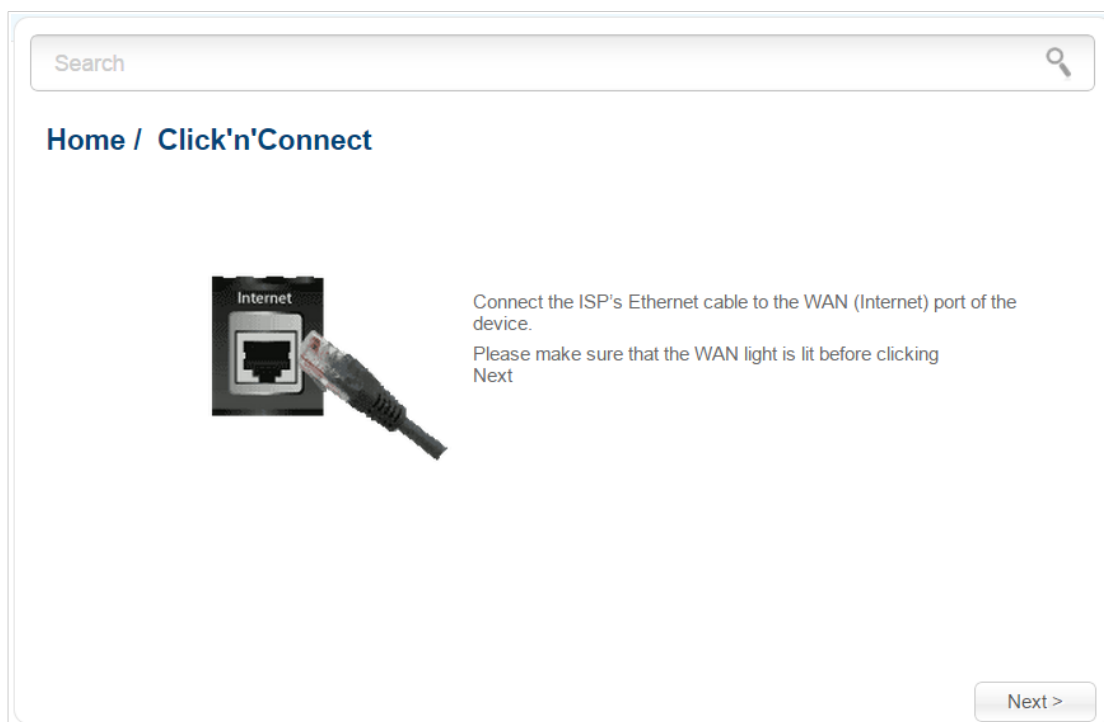 Search
Home / Click'n'Connect
Internet
Connect the ISP's Ethernet cable to the WAN (Internet) port of the
device.
Please make sure that the WAN light is lit before clicking
Next
Next >